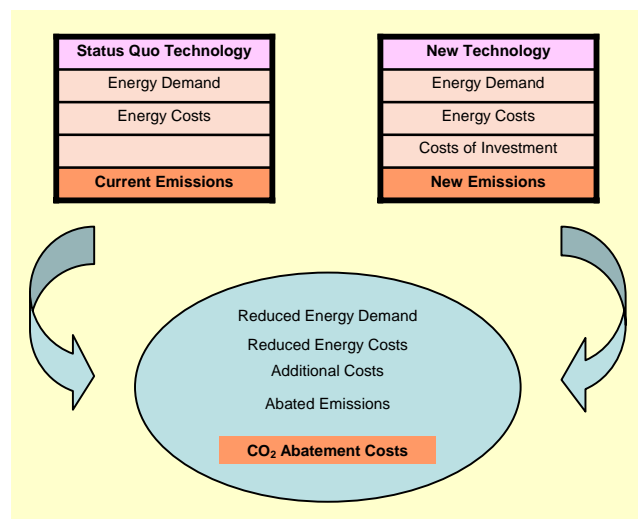 Status Quo Technology
Energy Demand
Energy Costs
Current Emissions
New Technology
Energy Demand
Energy Costs
Costs of Investment
New Emissions
Reduced Energy Demand
Reduced Energy Costs
Additional Costs
Abated Emissions
CO₂ Abatement Costs